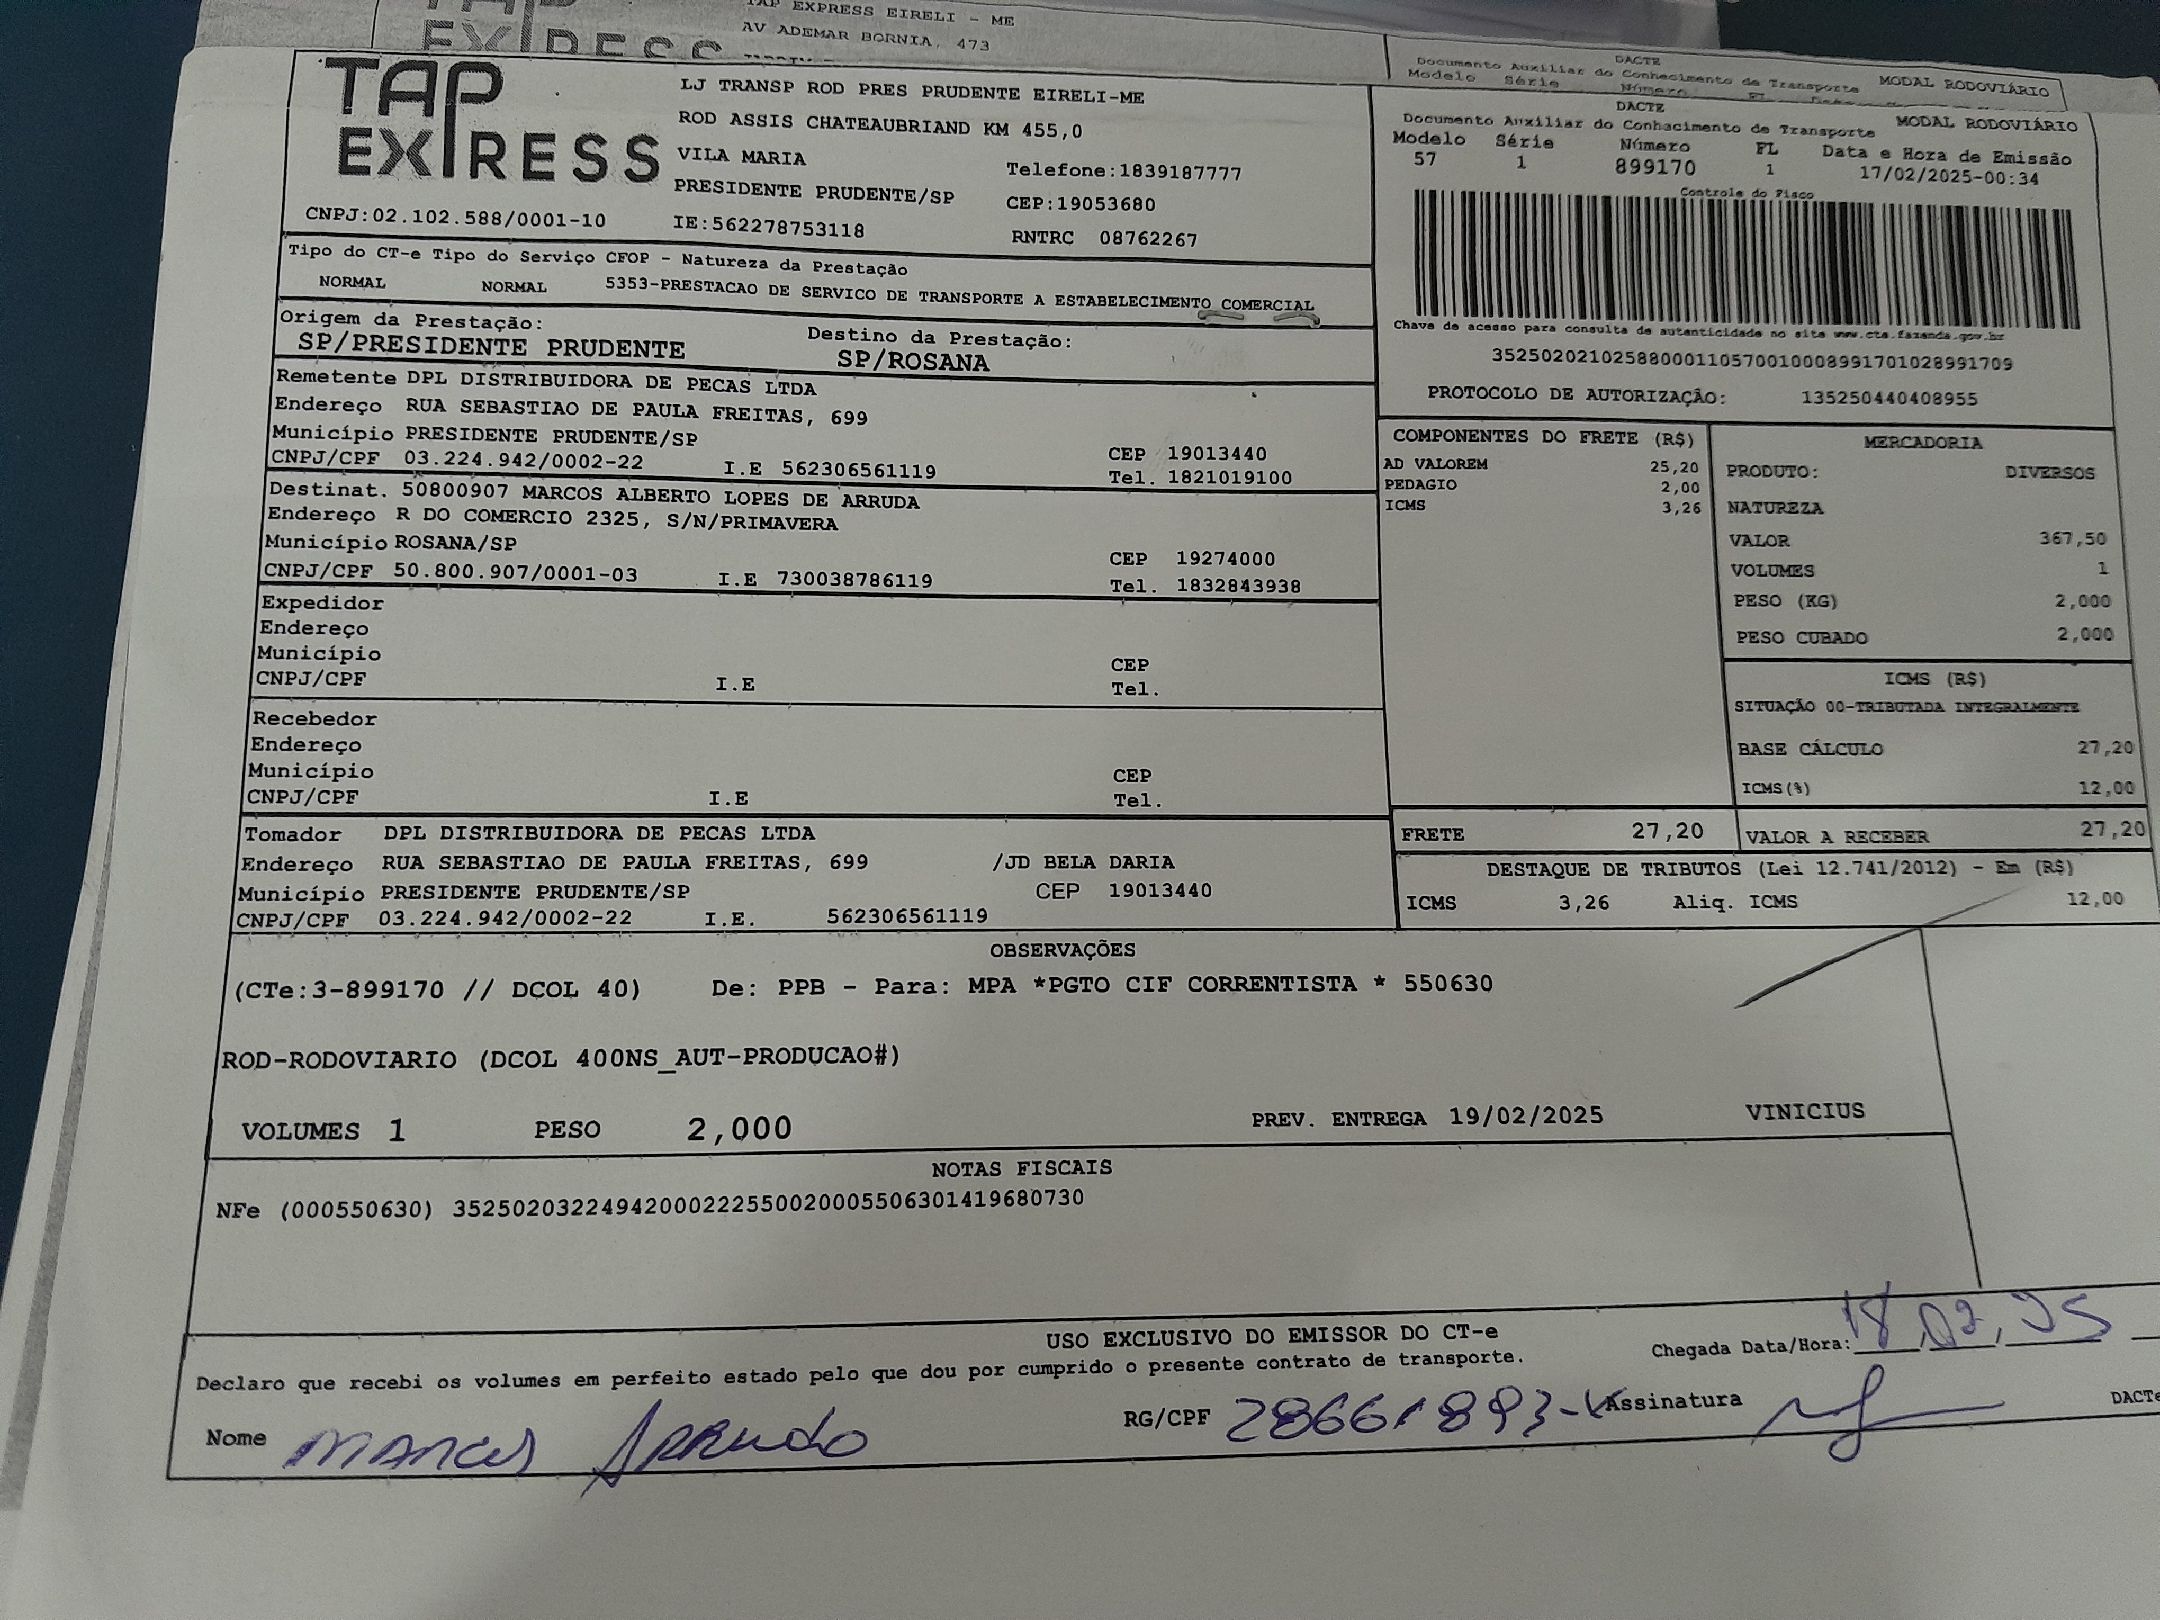 TAP EXPRESS EIRELI - ME
AV ADEMAR BORNIA, 473
DACTE
Documento Auxiliar do Conhecimento de Transporte MODAL RODOVIÁRIO
Modelo Série Número FL
TAP EXPRESS
LJ TRANSP ROD PRES PRUDENTE EIRELI-ME
ROD ASSIS CHATEAUBRIAND KM 455,0
VILA MARIA Telefone:1839187777
PRESIDENTE PRUDENTE/SP CEP:19053680
CNPJ:02.102.588/0001-10 IE:562278753118 RNTRC 08762267
DACTE
Documento Auxiliar do Conhecimento de Transporte MODAL RODOVIÁRIO
Modelo Série Número FL Data e Hora de Emissão
57 1 899170 1 17/02/2025-00:34
Controle do Fisco
Chave de acesso para consulta de autenticidade no site www.cte.fazenda.gov.br
35250202102588000110570010008991701028991709
PROTOCOLO DE AUTORIZAÇÃO: 135250440408955
Tipo do CT-e Tipo do Serviço CFOP - Natureza da Prestação
NORMAL NORMAL 5353-PRESTACAO DE SERVICO DE TRANSPORTE A ESTABELECIMENTO COMERCIAL
Origem da Prestação: Destino da Prestação:
SP/PRESIDENTE PRUDENTE SP/ROSANA
Remetente DPL DISTRIBUIDORA DE PECAS LTDA
Endereço RUA SEBASTIAO DE PAULA FREITAS, 699
Município PRESIDENTE PRUDENTE/SP CEP 19013440
CNPJ/CPF 03.224.942/0002-22 I.E 562306561119 Tel. 1821019100
Destinat. 50800907 MARCOS ALBERTO LOPES DE ARRUDA
Endereço R DO COMERCIO 2325, S/N/PRIMAVERA
Município ROSANA/SP CEP 19274000
CNPJ/CPF 50.800.907/0001-03 I.E 730038786119 Tel. 1832843938
Expedidor
Endereço
Município CEP
CNPJ/CPF I.E Tel.
Recebedor
Endereço
Município CEP
CNPJ/CPF I.E Tel.
Tomador DPL DISTRIBUIDORA DE PECAS LTDA
Endereço RUA SEBASTIAO DE PAULA FREITAS, 699 /JD BELA DARIA
Município PRESIDENTE PRUDENTE/SP CEP 19013440
CNPJ/CPF 03.224.942/0002-22 I.E. 562306561119
COMPONENTES DO FRETE (R$)
AD VALOREM 25,20
PEDAGIO 2,00
ICMS 3,26
MERCADORIA
PRODUTO: DIVERSOS
NATUREZA
VALOR 367,50
VOLUMES 1
PESO (KG) 2,000
PESO CUBADO 2,000
ICMS (R$)
SITUAÇÃO 00-TRIBUTADA INTEGRALMENTE
BASE CÁLCULO 27,20
ICMS(%) 12,00
FRETE 27,20 VALOR A RECEBER 27,20
DESTAQUE DE TRIBUTOS (Lei 12.741/2012) - Em (R$)
ICMS 3,26 Aliq. ICMS 12,00
OBSERVAÇÕES
(CTe:3-899170 // DCOL 40) De: PPB - Para: MPA *PGTO CIF CORRENTISTA * 550630
ROD-RODOVIARIO (DCOL 400NS_AUT-PRODUCAO#)
VOLUMES 1 PESO 2,000 PREV. ENTREGA 19/02/2025 VINICIUS
NOTAS FISCAIS
NFe (000550630) 35250203224942000222550020005506301419680730
USO EXCLUSIVO DO EMISSOR DO CT-e
Declaro que recebi os volumes em perfeito estado pelo que dou por cumprido o presente contrato de transporte. Chegada Data/Hora: 18 02 25
Nome Marcos Arruda RG/CPF 28661893-X Assinatura DACTe